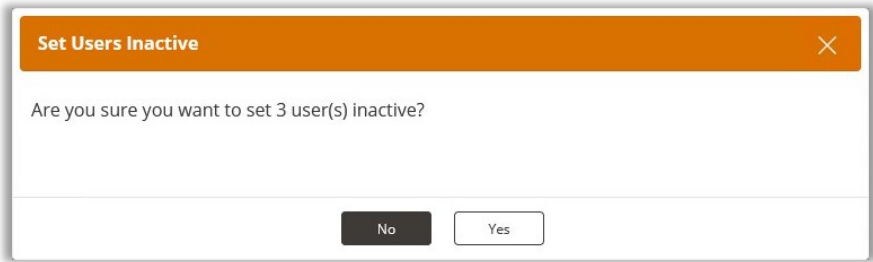 Set Users Inactive
Are you sure you want to set 3 user(s) inactive?
No
Yes